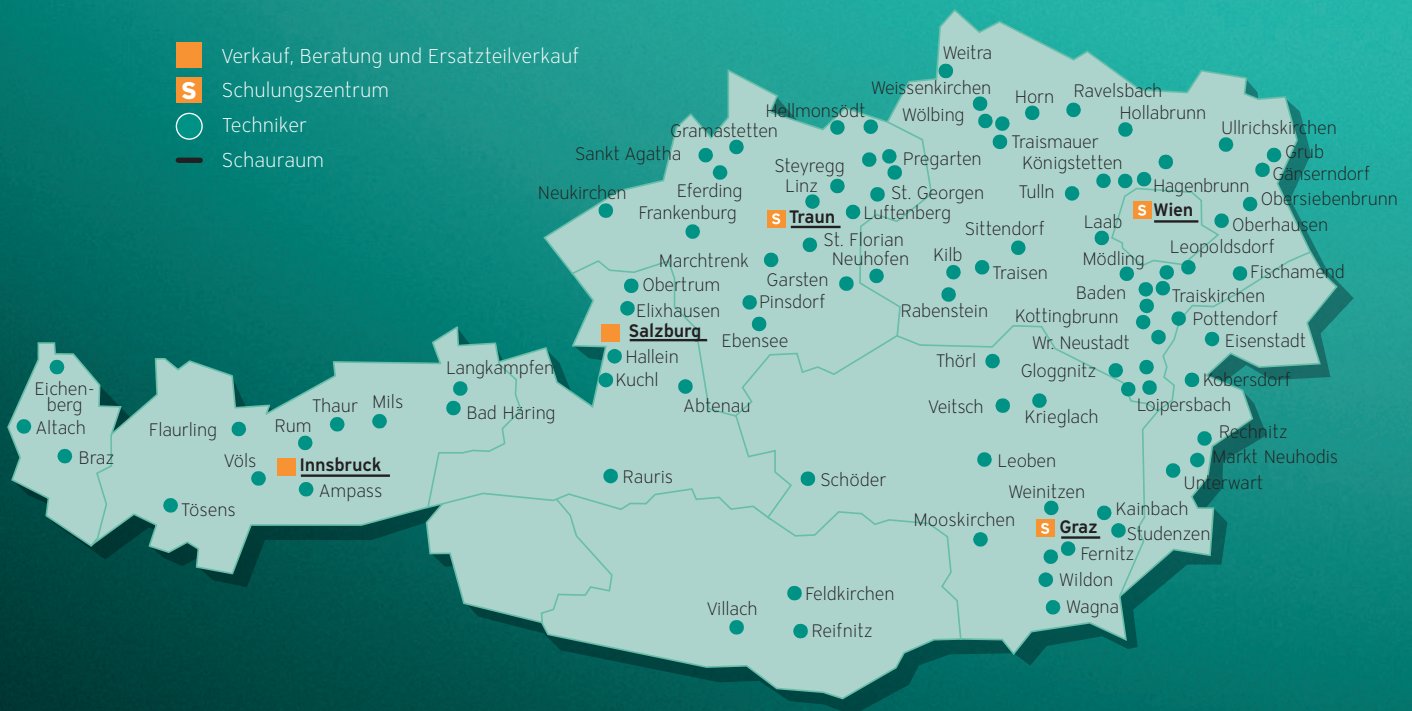 Verkauf, Beratung und Ersatzteilverkauf
S Schulungszentrum
Techniker
Schauraum
Weitra
Weissenkirchen
Horn
Ravelsbach
Hellmonsödt
Wölbing
Hollabrunn
Gramastetten
Traismauer
Ullrichskirchen
Sankt Agatha
Steyregg
Pregarten
Königstetten
Grub
Gänserndorf
Neukirchen
Eferding
Linz
St. Georgen
Tulln
Hagenbrunn
Obersiebenbrunn
Frankenburg
S Traun
Luftenberg
Sittendorf
Laab
S Wien
Oberhausen
St. Florian
Leopoldsdorf
Marchtrenk
Neuhofen
Kilb
Traisen
Mödling
Fischamend
Obertrum
Garsten
Baden
Traiskirchen
Elixhausen
Pinsdorf
Rabenstein
Kottingbrunn
Pottendorf
Salzburg
Ebensee
Wr. Neustadt
Eisenstadt
Hallein
Thörl
Gloggnitz
Langkampfen
Kuchl
Kobersdorf
Eichen-
berg
Abtenau
Veitsch
Krieglach
Loipersbach
Thaur
Mils
Bad Häring
Altach
Flaurling
Rum
Rechnitz
Braz
Völs
Innsbruck
Leoben
Markt Neuhodis
Rauris
Schöder
Unterwart
Ampass
Weinitzen
Tösens
Kainbach
Mooskirchen
S Graz
Studenzen
Fernitz
Wildon
Feldkirchen
Villach
Wagna
Reifnitz